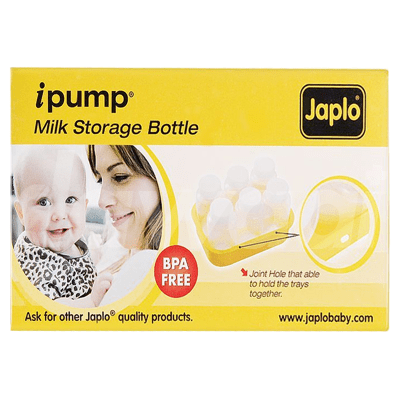 ipump®
Milk Storage Bottle
Japlo®
BPA
FREE
Joint Hole that able
to hold the trays
together.
Ask for other Japlo® quality products.
www.japlobaby.com